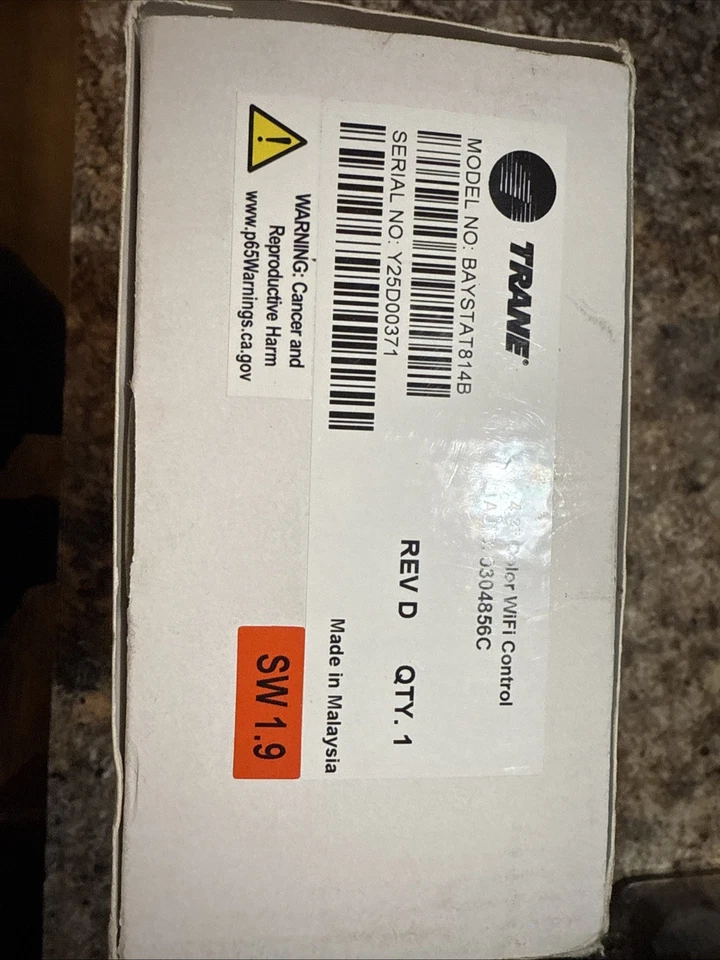 TRANE
MODEL NO: BAYSTAT814B
SERIAL NO: Y25D00371
Color WiFi Control
0304856C
REV D QTY. 1
Made in Malaysia
WARNING: Cancer and
Reproductive Harm
www.p65Warnings.ca.gov
SW 1.9